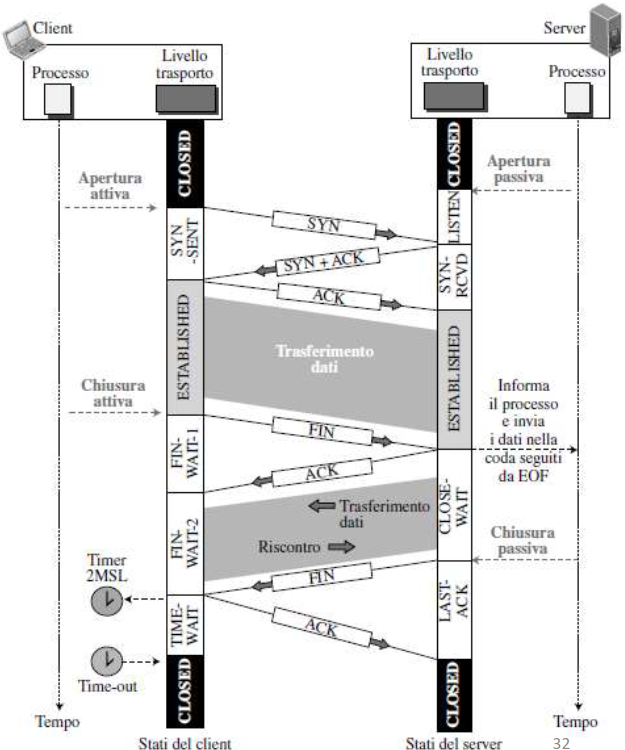 Client
Server
Livello
trasporto
Processo
Livello
trasporto
Processo
CLOSED
CLOSED
Apertura
attiva
Apertura
passiva
SYN
LISTEN
SYN
-SENT
SYN + ACK
SYN-
RCVD
ACK
ESTABLISHED
Trasferimento
dati
ESTABLISHED
Chiusura
attiva
Informa
il processo
e invia
i dati nella
coda seguiti
da EOF
FIN
FIN-
WAIT-1
ACK
CLOSE-
WAIT
Trasferimento
dati
FIN-
WAIT-2
Riscontro
Chiusura
passiva
Timer
2MSL
FIN
LAST-
ACK
TIME-
WAIT
ACK
Time-out
CLOSED
CLOSED
Tempo
Tempo
Stati del client
Stati del server
32